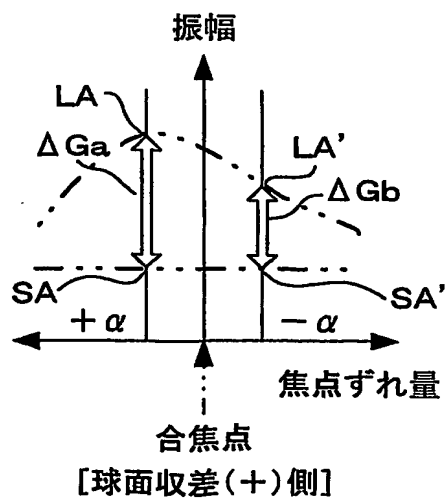 振幅
LA
ΔGa
LA'
ΔGb
SA
SA'
+α
-α
焦点ずれ量
合焦点
[球面収差(+)側]